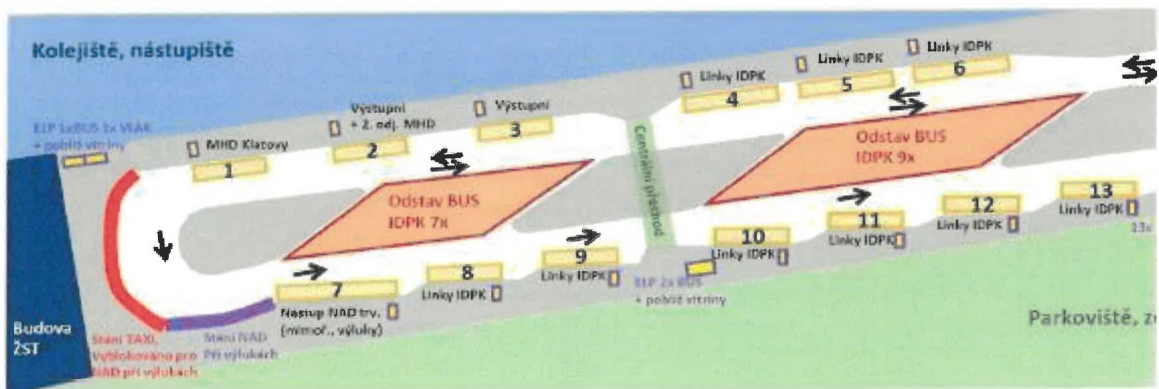 Kolejiště, nástupiště
ELP 1xBUS 1x VLAK
+ poblíž vitríny
MHD Klatovy
1
Výstupní
+ 2. odj. MHD
2
Výstupní
3
Linky IDPK
4
Linky IDPK
5
Linky IDPK
6
Odstav BUS
IDPK 7x
Centrální přechod
Odstav BUS
IDPK 9x
7
Nástup NAD trv.
(mimoř., výluky)
8
Linky IDPK
9
Linky IDPK
ELP 2x BUS
+ poblíž vitríny
10
Linky IDPK
11
Linky IDPK
12
Linky IDPK
13
Linky IDPK
13x
Budova
ŽST
Stání TAXI,
Vyblokováno pro
NAD při výlukách
Stání NAD
Při výlukách
Parkoviště, ze